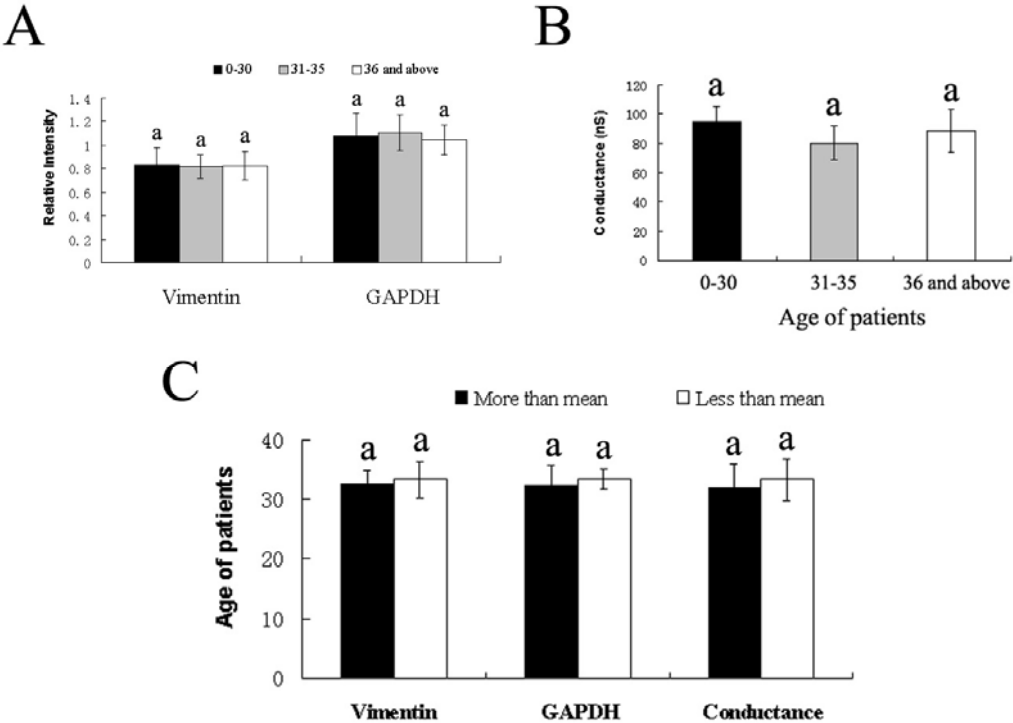 A
0-30 31-35 36 and above
Relative Intensity
1.4
1.2
1
0.8
0.6
0.4
0.2
0
a a a a a a
Vimentin GAPDH
B
Conductance (nS)
120
100
80
60
40
20
0
a a a
0-30 31-35 36 and above
Age of patients
C
More than mean Less than mean
Age of patients
40
30
20
10
0
a a a a a a
Vimentin GAPDH Conductance